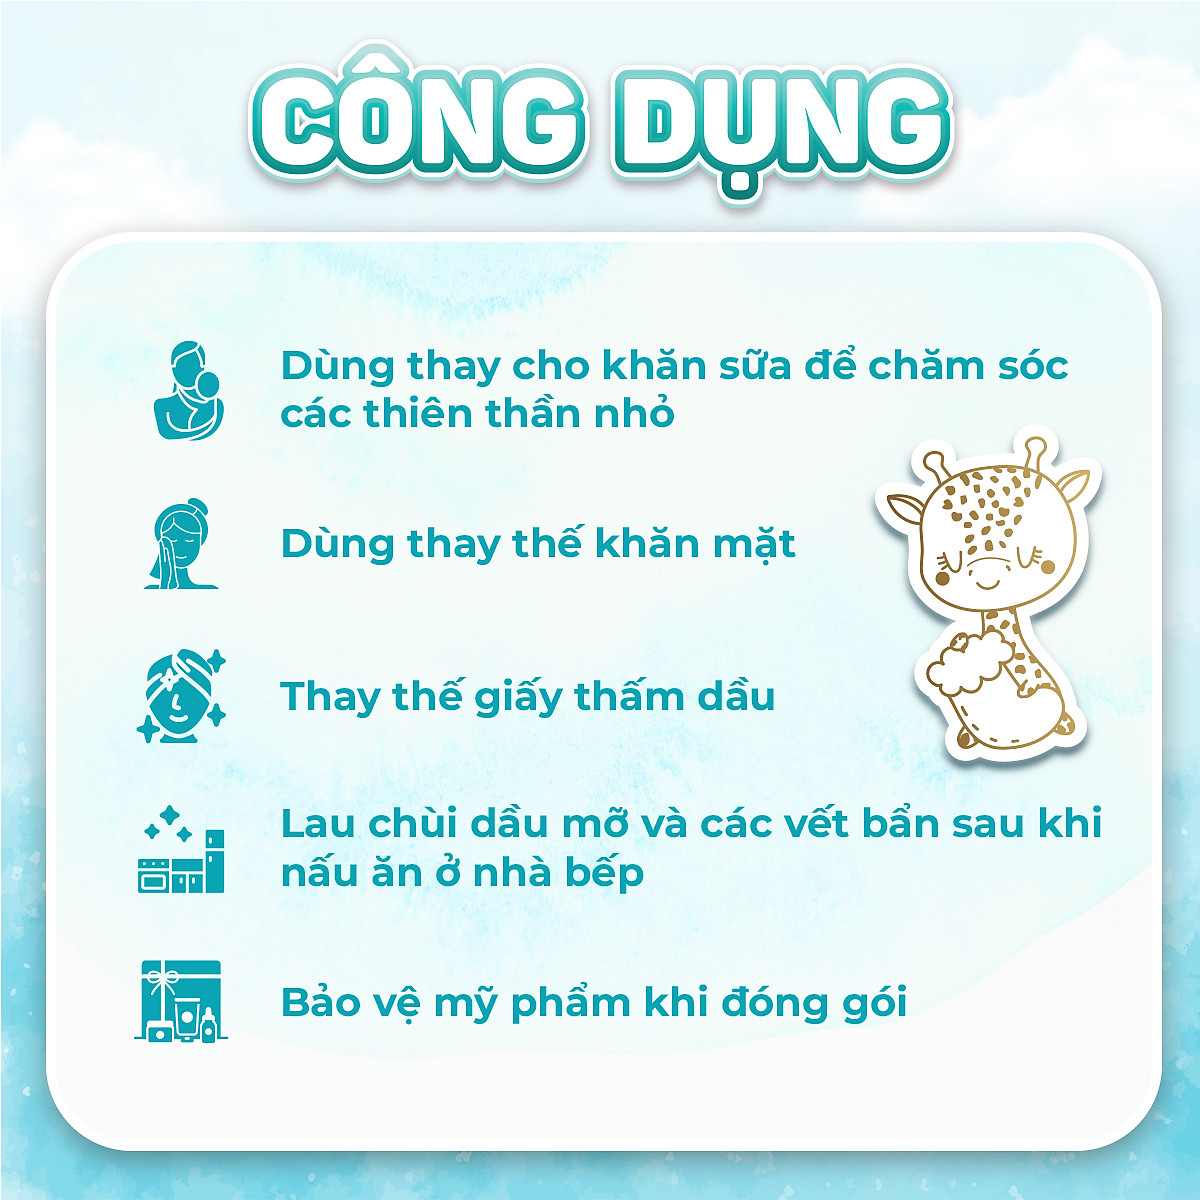 CÔNG DỤNG
Dùng thay cho khăn sữa để chăm sóc
các thiên thần nhỏ
Dùng thay thế khăn mặt
Thay thế giấy thấm dầu
Lau chùi dầu mỡ và các vết bẩn sau khi
nấu ăn ở nhà bếp
Bảo vệ mỹ phẩm khi đóng gói